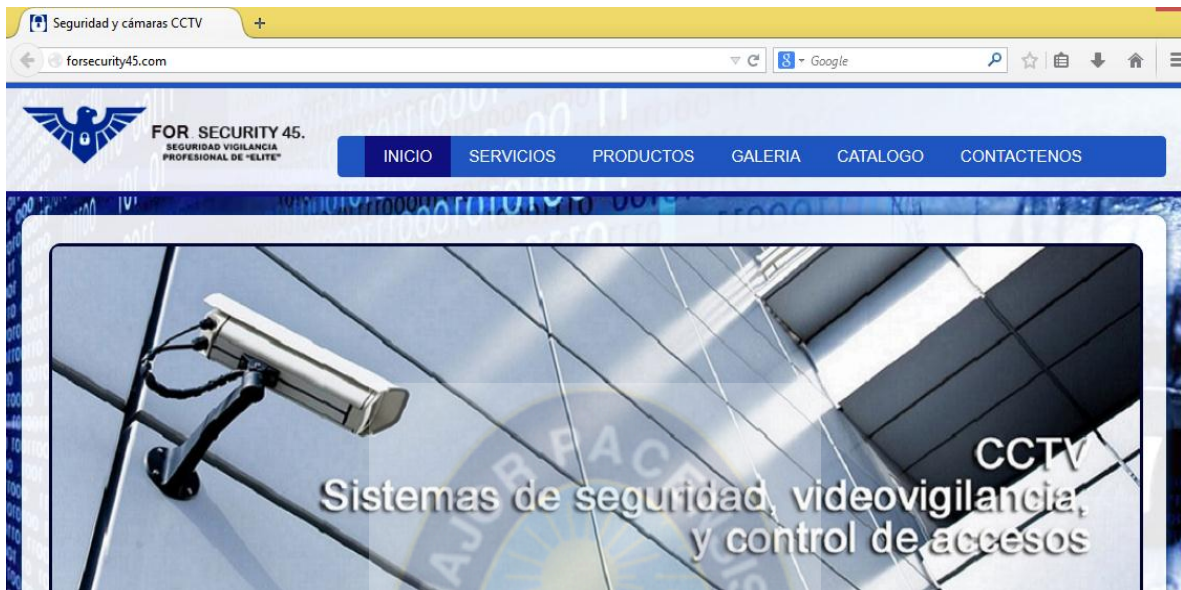 Seguridad y cámaras CCTV
forsecurity45.com
Google
FOR SECURITY 45.
SEGURIDAD VIGILANCIA
PROFESIONAL DE "ELITE"
INICIO SERVICIOS PRODUCTOS GALERIA CATALOGO CONTACTENOS
CCTV
Sistemas de seguridad, videovigilancia,
y control de accesos